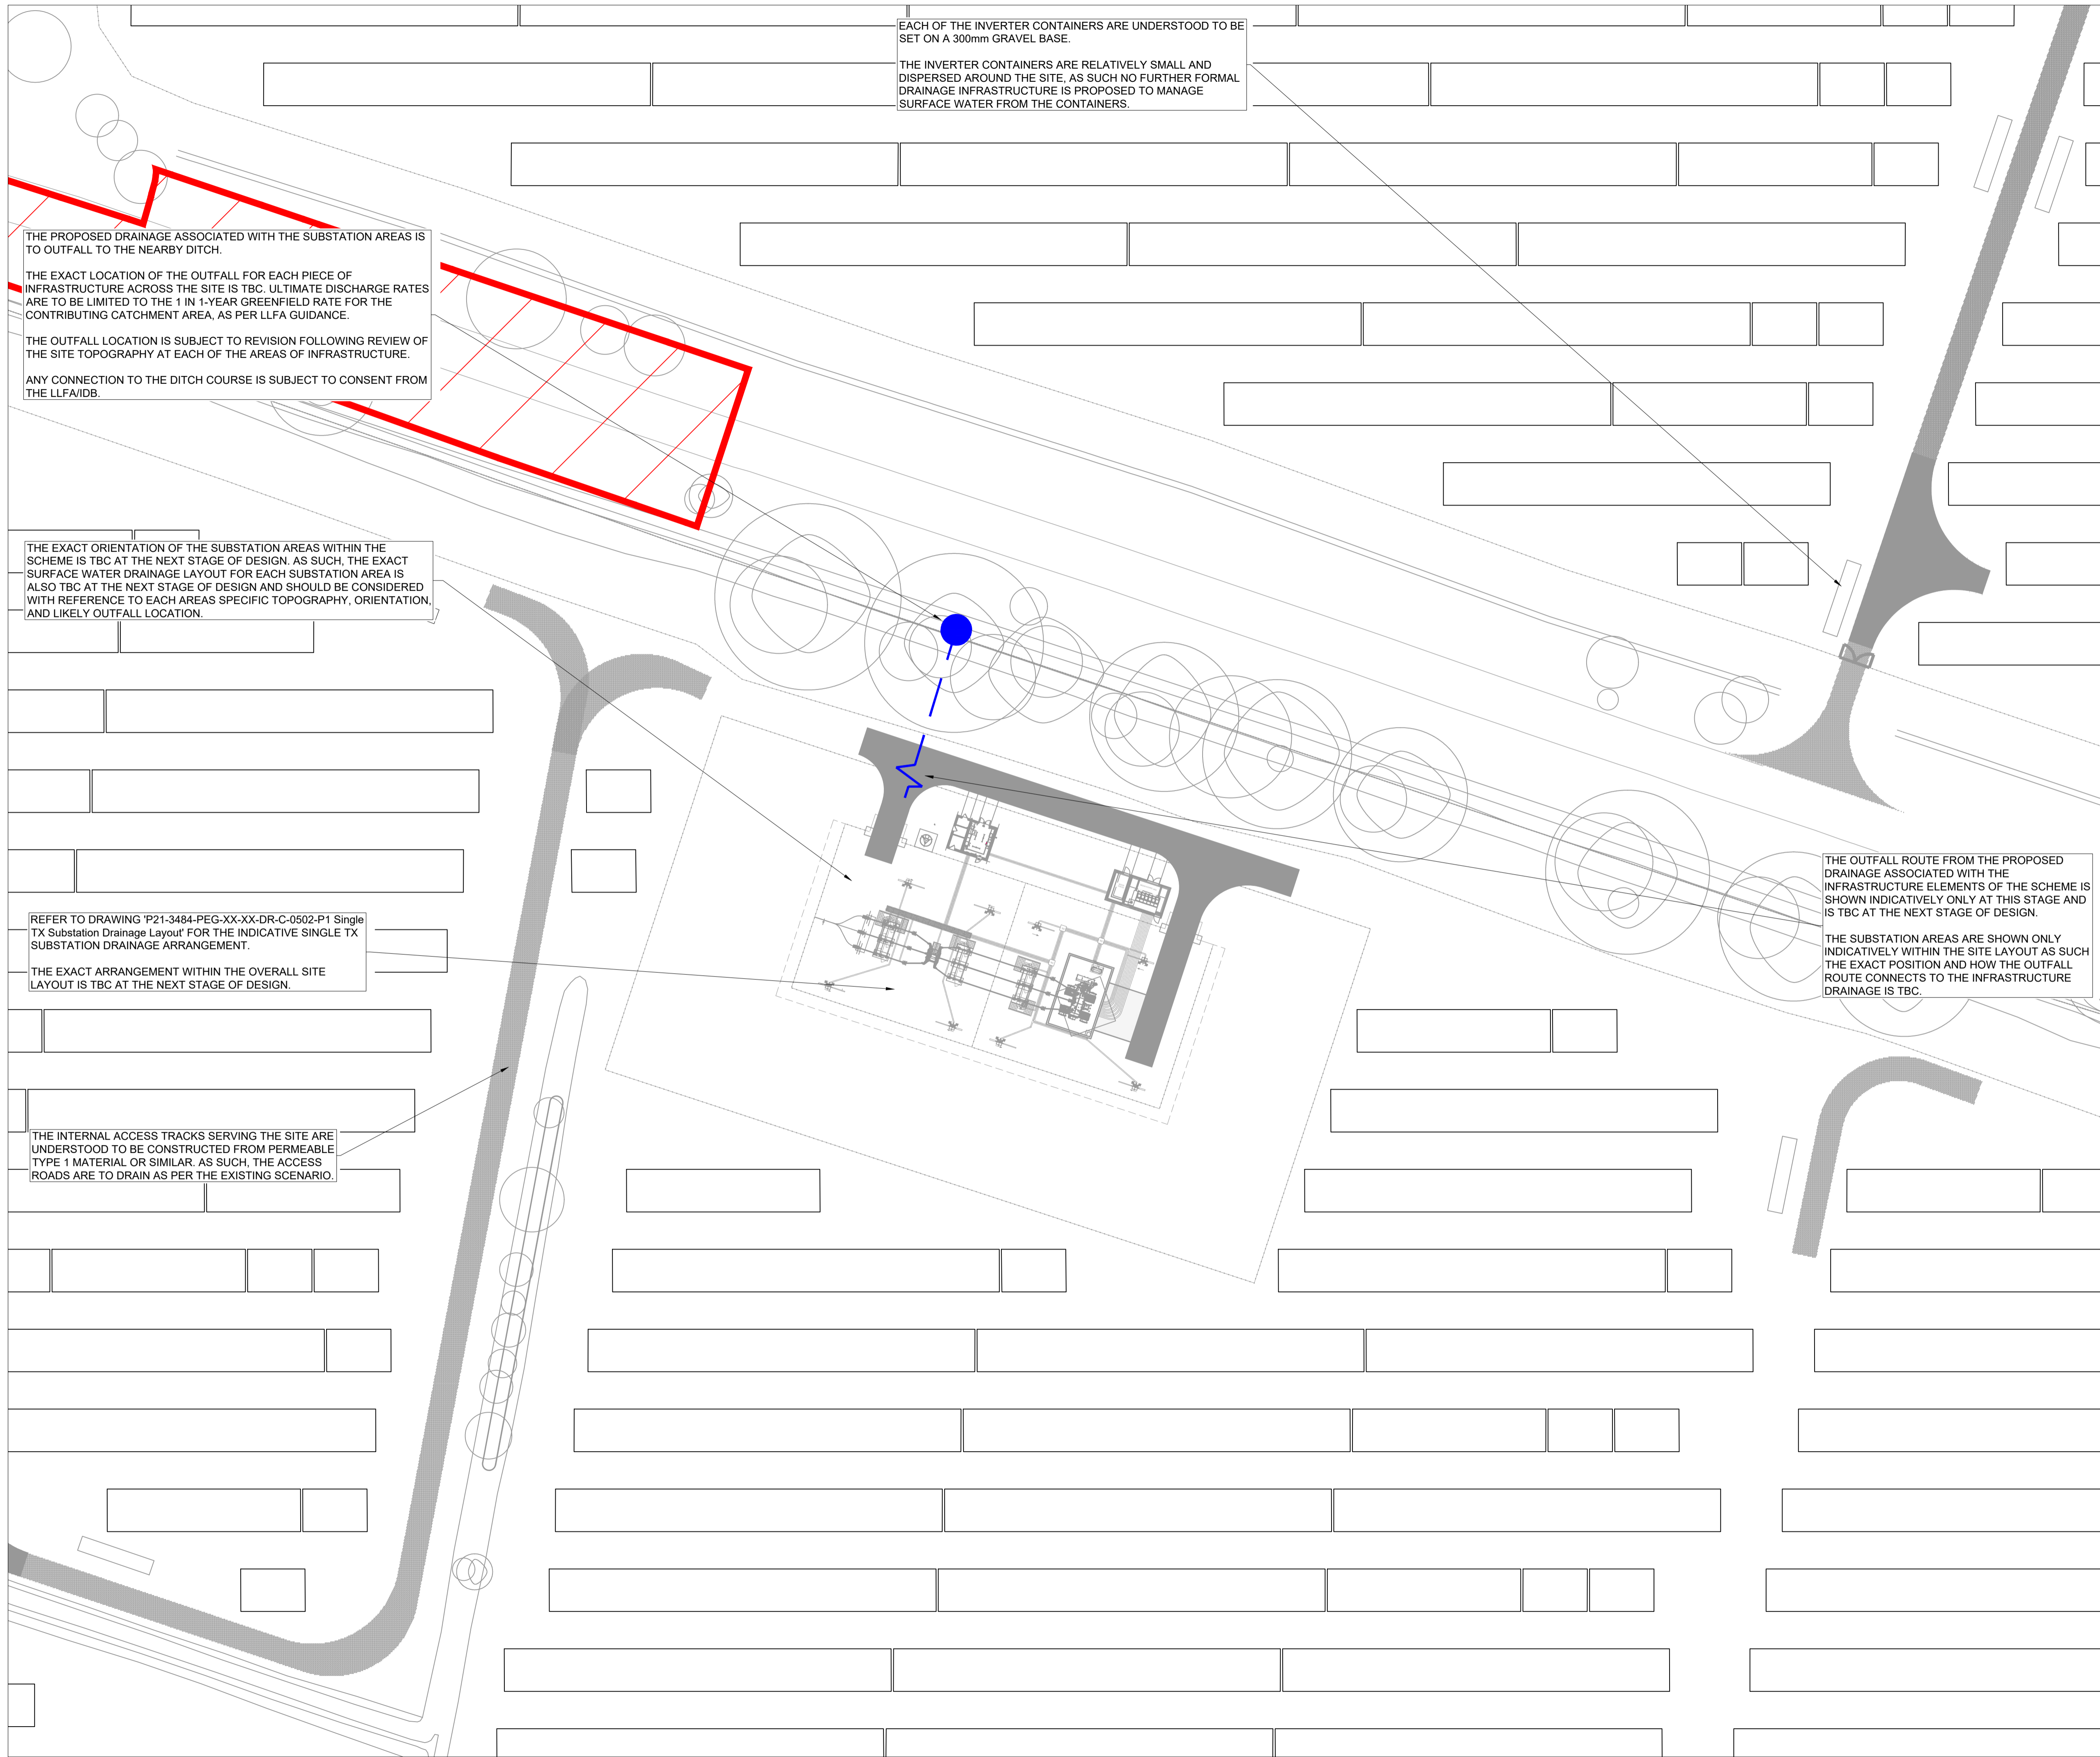 EACH OF THE INVERTER CONTAINERS ARE UNDERSTOOD TO BE
SET ON A 300mm GRAVEL BASE.
THE INVERTER CONTAINERS ARE RELATIVELY SMALL AND
DISPERSED AROUND THE SITE, AS SUCH NO FURTHER FORMAL
DRAINAGE INFRASTRUCTURE IS PROPOSED TO MANAGE
SURFACE WATER FROM THE CONTAINERS.
THE PROPOSED DRAINAGE ASSOCIATED WITH THE SUBSTATION AREAS IS
TO OUTFALL TO THE NEARBY DITCH.
THE EXACT LOCATION OF THE OUTFALL FOR EACH PIECE OF
INFRASTRUCTURE ACROSS THE SITE IS TBC. ULTIMATE DISCHARGE RATES
ARE TO BE LIMITED TO THE 1 IN 1-YEAR GREENFIELD RATE FOR THE
CONTRIBUTING CATCHMENT AREA, AS PER LLFA GUIDANCE.
THE OUTFALL LOCATION IS SUBJECT TO REVISION FOLLOWING REVIEW OF
THE SITE TOPOGRAPHY AT EACH OF THE AREAS OF INFRASTRUCTURE.
ANY CONNECTION TO THE DITCH COURSE IS SUBJECT TO CONSENT FROM
THE LLFA/IDB.
THE EXACT ORIENTATION OF THE SUBSTATION AREAS WITHIN THE
SCHEME IS TBC AT THE NEXT STAGE OF DESIGN. AS SUCH, THE EXACT
SURFACE WATER DRAINAGE LAYOUT FOR EACH SUBSTATION AREA IS
ALSO TBC AT THE NEXT STAGE OF DESIGN AND SHOULD BE CONSIDERED
WITH REFERENCE TO EACH AREAS SPECIFIC TOPOGRAPHY, ORIENTATION,
AND LIKELY OUTFALL LOCATION.
THE OUTFALL ROUTE FROM THE PROPOSED
DRAINAGE ASSOCIATED WITH THE
INFRASTRUCTURE ELEMENTS OF THE SCHEME IS
SHOWN INDICATIVELY ONLY AT THIS STAGE AND
IS TBC AT THE NEXT STAGE OF DESIGN.
THE SUBSTATION AREAS ARE SHOWN ONLY
INDICATIVELY WITHIN THE SITE LAYOUT AS SUCH
THE EXACT POSITION AND HOW THE OUTFALL
ROUTE CONNECTS TO THE INFRASTRUCTURE
DRAINAGE IS TBC.
REFER TO DRAWING 'P21-3484-PEG-XX-XX-DR-C-0502-P1 Single
TX Substation Drainage Layout' FOR THE INDICATIVE SINGLE TX
SUBSTATION DRAINAGE ARRANGEMENT.
THE EXACT ARRANGEMENT WITHIN THE OVERALL SITE
LAYOUT IS TBC AT THE NEXT STAGE OF DESIGN.
THE INTERNAL ACCESS TRACKS SERVING THE SITE ARE
UNDERSTOOD TO BE CONSTRUCTED FROM PERMEABLE
TYPE 1 MATERIAL OR SIMILAR. AS SUCH, THE ACCESS
ROADS ARE TO DRAIN AS PER THE EXISTING SCENARIO.